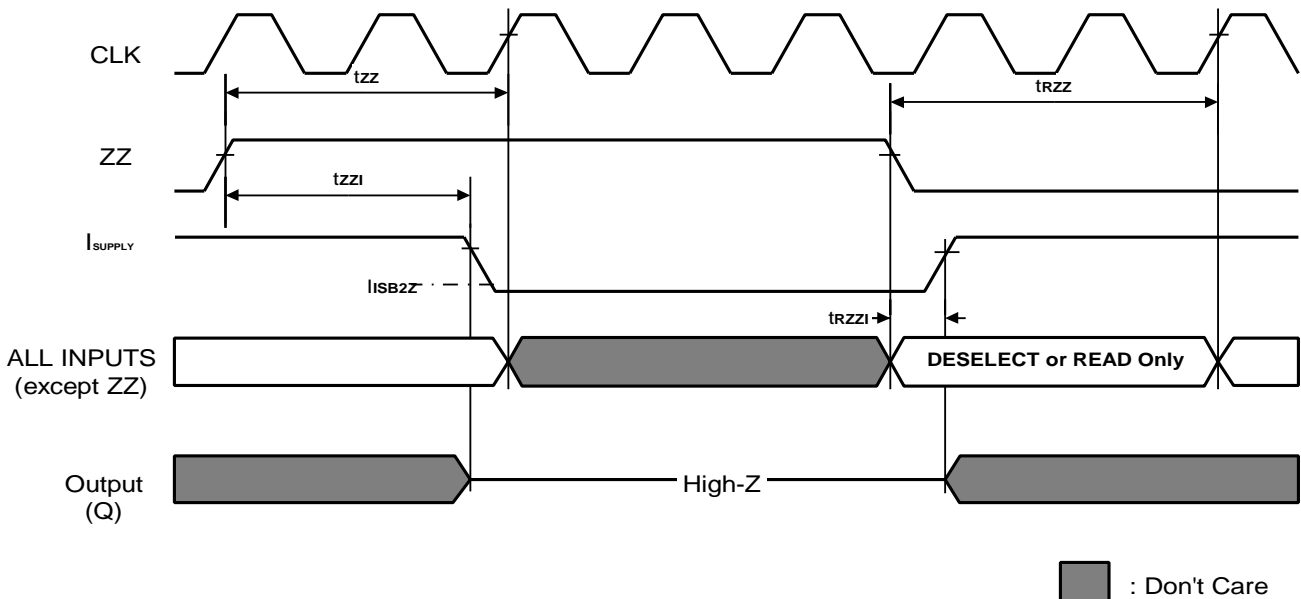 CLK
tZZ
tRZZ
ZZ
tZZI
ISUPPLY
IISB2Z
tRZZI
ALL INPUTS
(except ZZ)
DESELECT or READ Only
Output
(Q)
High-Z
: Don't Care